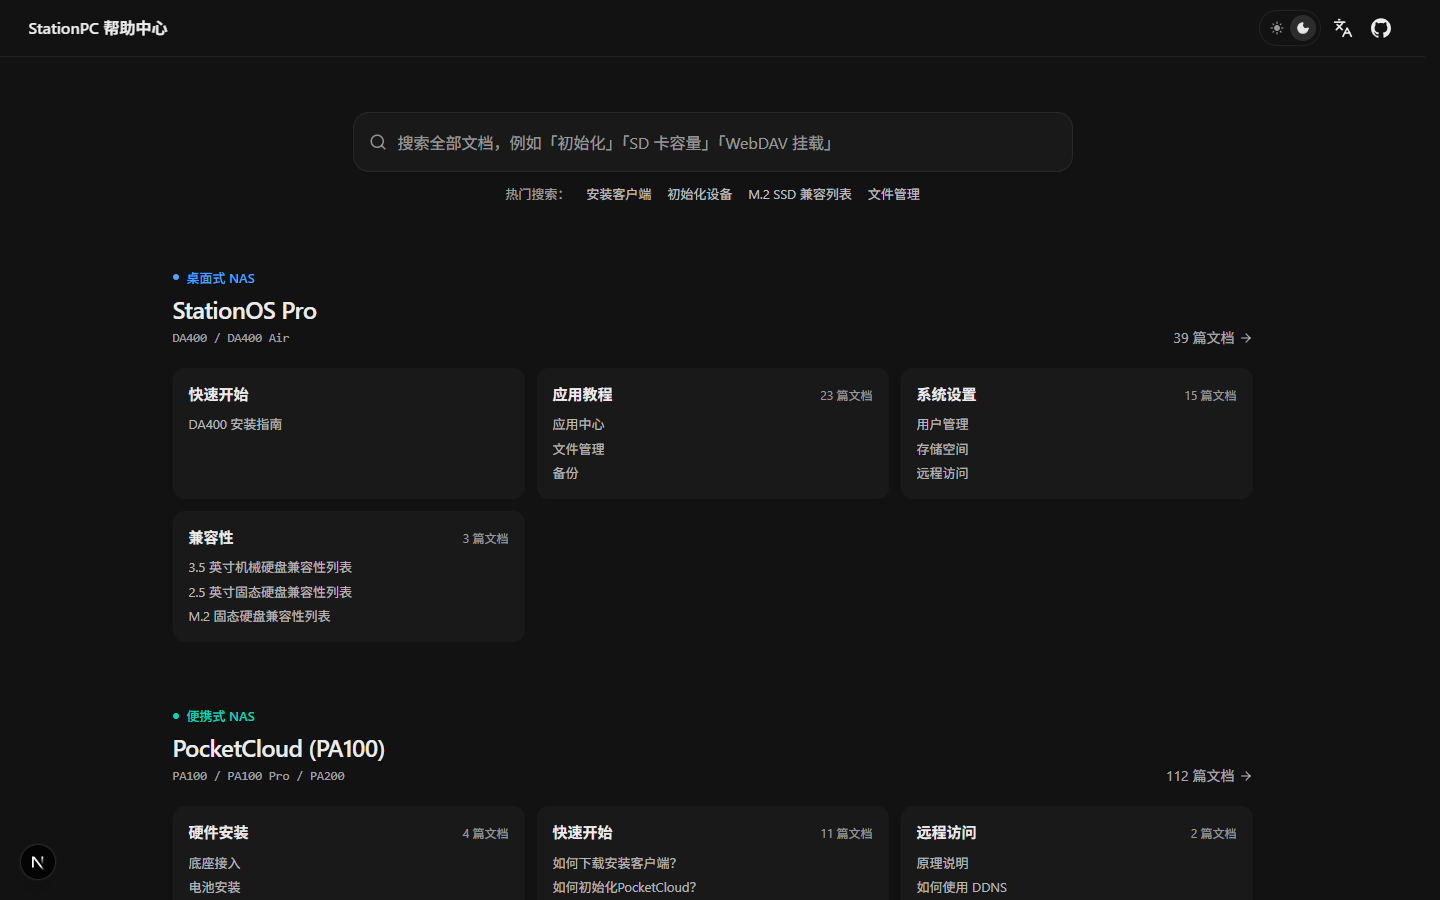 StationPC 帮助中心
搜索全部文档，例如「初始化」「SD 卡容量」「WebDAV 挂载」
热门搜索： 安装客户端 初始化设备 M.2 SSD 兼容列表 文件管理
桌面式 NAS
StationOS Pro
DA400 / DA400 Air
39 篇文档 →
快速开始
DA400 安装指南
应用教程 23 篇文档
应用中心
文件管理
备份
系统设置 15 篇文档
用户管理
存储空间
远程访问
兼容性 3 篇文档
3.5 英寸机械硬盘兼容性列表
2.5 英寸固态硬盘兼容性列表
M.2 固态硬盘兼容性列表
便携式 NAS
PocketCloud (PA100)
PA100 / PA100 Pro / PA200
112 篇文档 →
硬件安装 4 篇文档
底座接入
电池安装
快速开始 11 篇文档
如何下载安装客户端？
如何初始化PocketCloud？
远程访问 2 篇文档
原理说明
如何使用 DDNS
N